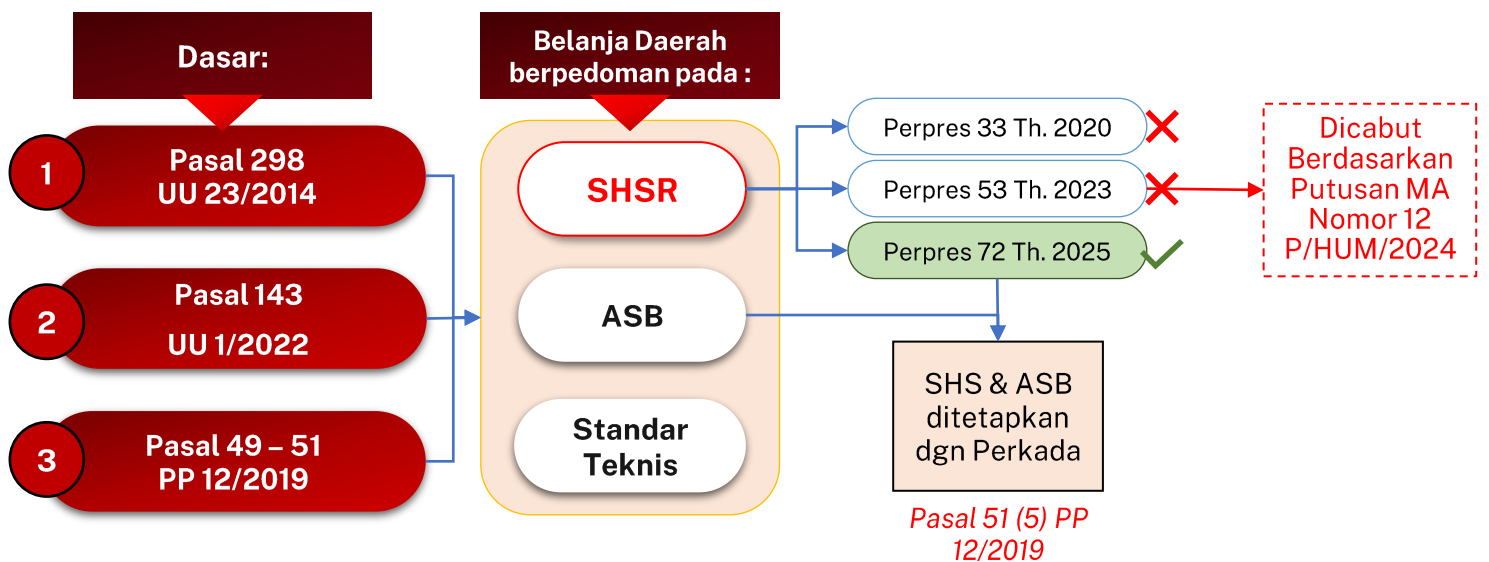 Dasar:
1
Pasal 298
UU 23/2014
2
Pasal 143
UU 1/2022
3
Pasal 49 – 51
PP 12/2019
Belanja Daerah
berpedoman pada :
SHSR
ASB
Standar
Teknis
Perpres 33 Th. 2020
Perpres 53 Th. 2023
Perpres 72 Th. 2025
Dicabut
Berdasarkan
Putusan MA
Nomor 12
P/HUM/2024
SHS & ASB
ditetapkan
dgn Perkada
Pasal 51 (5) PP
12/2019